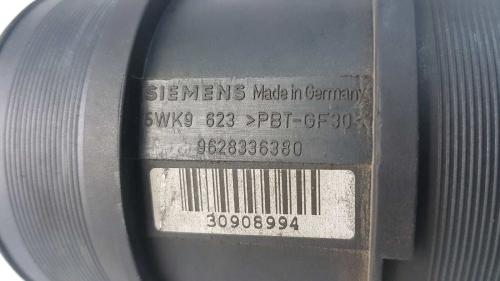 SIEMENS Made in Germany
5WK9 623 >PBT-GF30<
9628336380
30908994